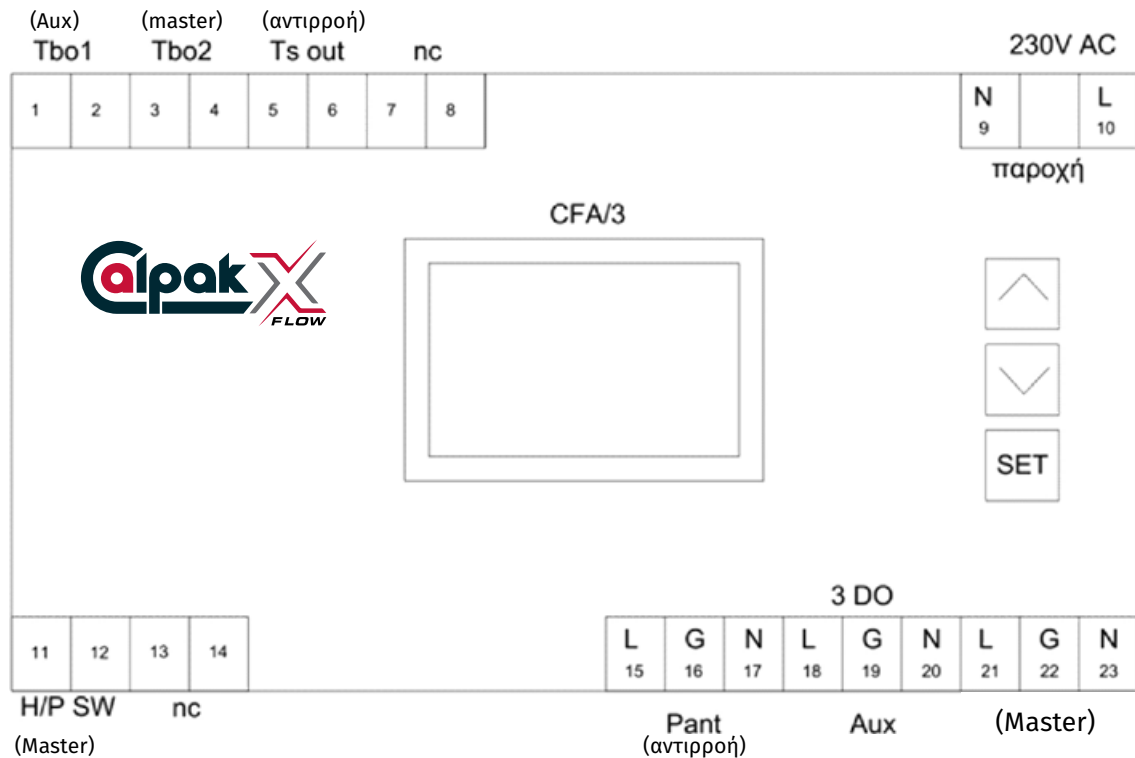 (Aux) (master) (αντιρροή)
Tbo1 Tbo2 Ts out nc 230V AC
1 2 3 4 5 6 7 8 N L
9 10
παροχή
CFA/3
Calpak X
FLOW
SET
3 DO
L G N L G N L G N
11 12 13 14 15 16 17 18 19 20 21 22 23
H/P SW nc Pant Aux (Master)
(Master) (αντιρροή)